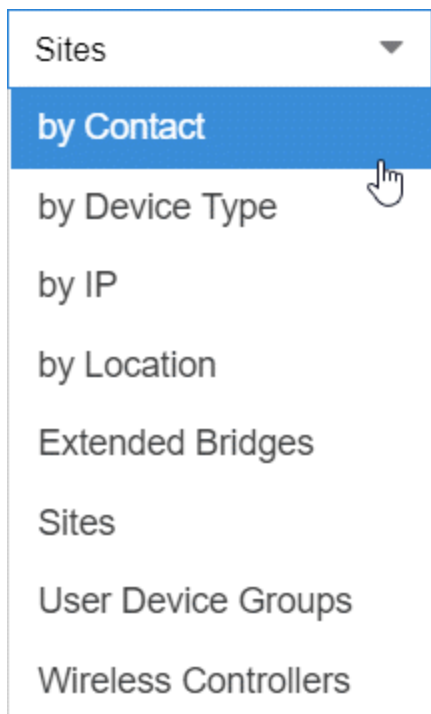 Sites
by Contact
by Device Type
by IP
by Location
Extended Bridges
Sites
User Device Groups
Wireless Controllers